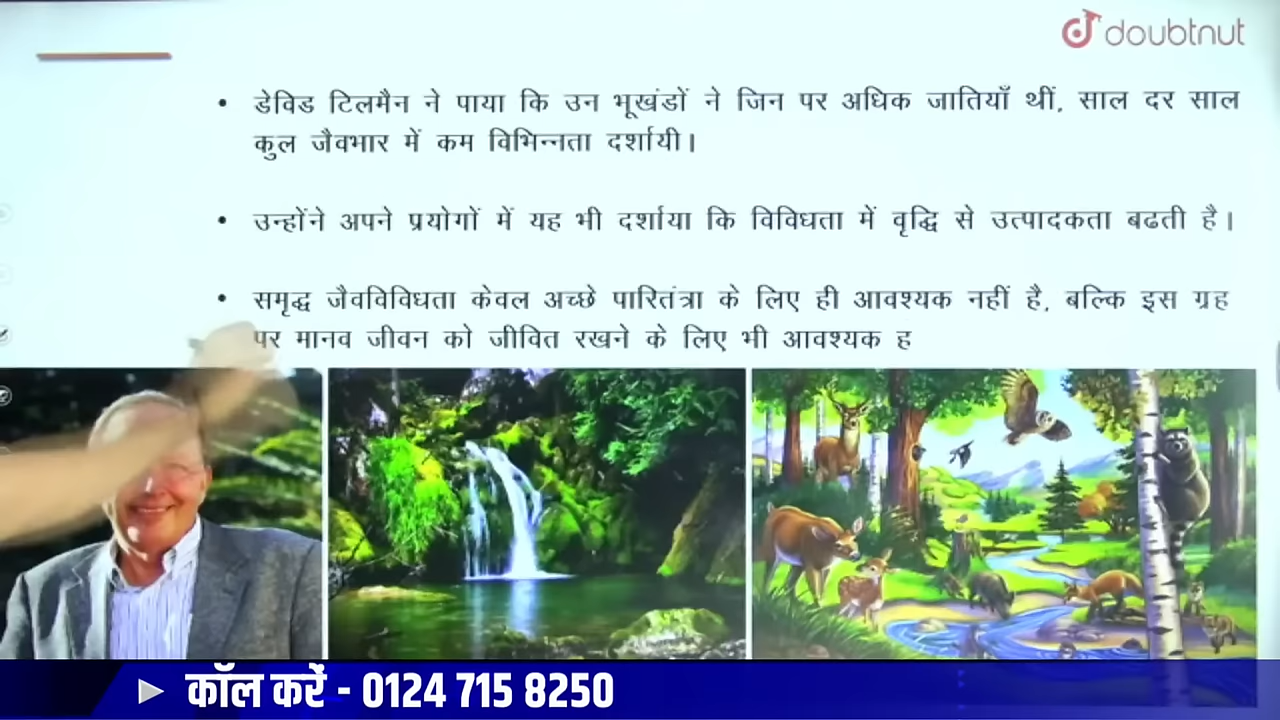 doubtnut
• डेविड टिलमैन ने पाया कि उन भूखंडों ने जिन पर अधिक जातियाँ थीं, साल दर साल
कुल जैवभार में कम विभिन्नता दर्शायी।
• उन्होंने अपने प्रयोगों में यह भी दर्शाया कि विविधता में वृद्धि से उत्पादकता बढती है।
• समृद्ध जैवविविधता केवल अच्छे पारितंत्रा के लिए ही आवश्यक नहीं है, बल्कि इस ग्रह
पर मानव जीवन को जीवित रखने के लिए भी आवश्यक ह
कॉल करें - 0124 715 8250